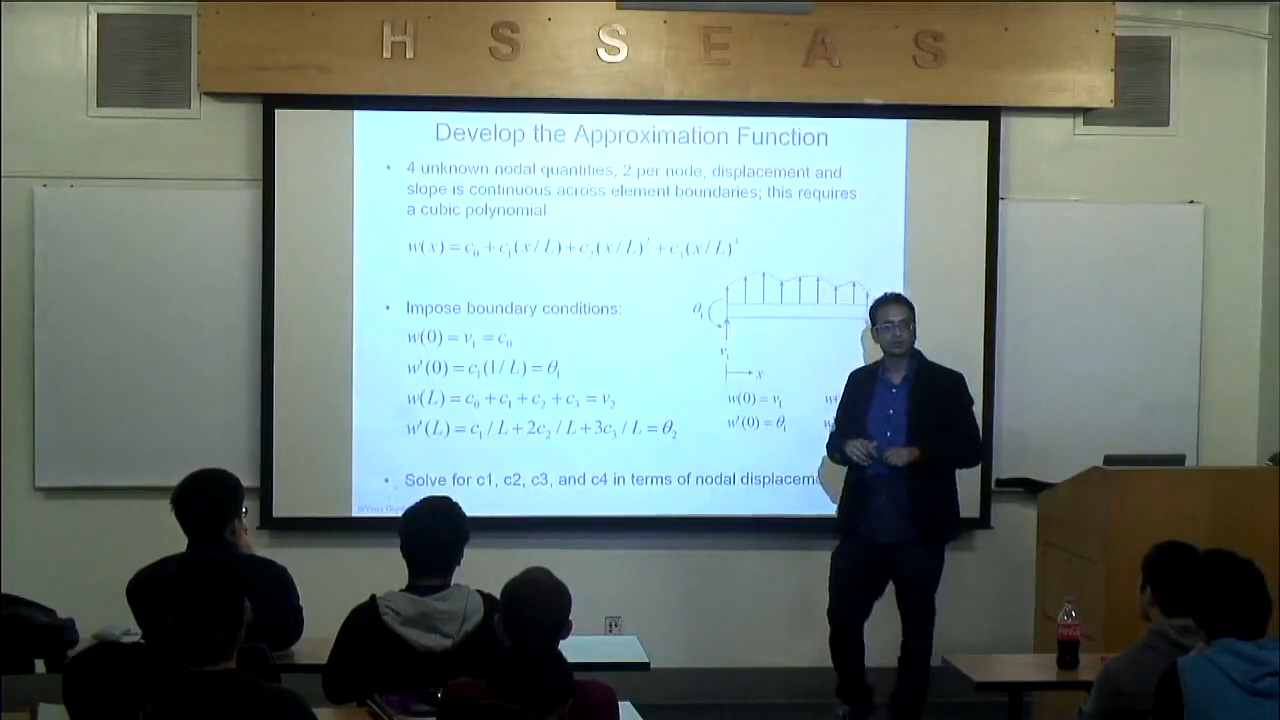 H S S E A S
Develop the Approximation Function
• 4 unknown nodal quantities, 2 per node, displacement and
slope is continuous across element boundaries; this requires
a cubic polynomial
w(x) = c₀ + c₁(x/L) + c₂(x/L)² + c₃(x/L)³
• Impose boundary conditions:
w(0) = v₁ = c₀
w'(0) = c₁(1/L) = θ₁
w(L) = c₀ + c₁ + c₂ + c₃ = v₂
w'(L) = c₁/L + 2c₂/L + 3c₃/L = θ₂
θ₁
v₁
x
w(0) = v₁
w'(0) = θ₁
• Solve for c1, c2, c3, and c4 in terms of nodal displacem